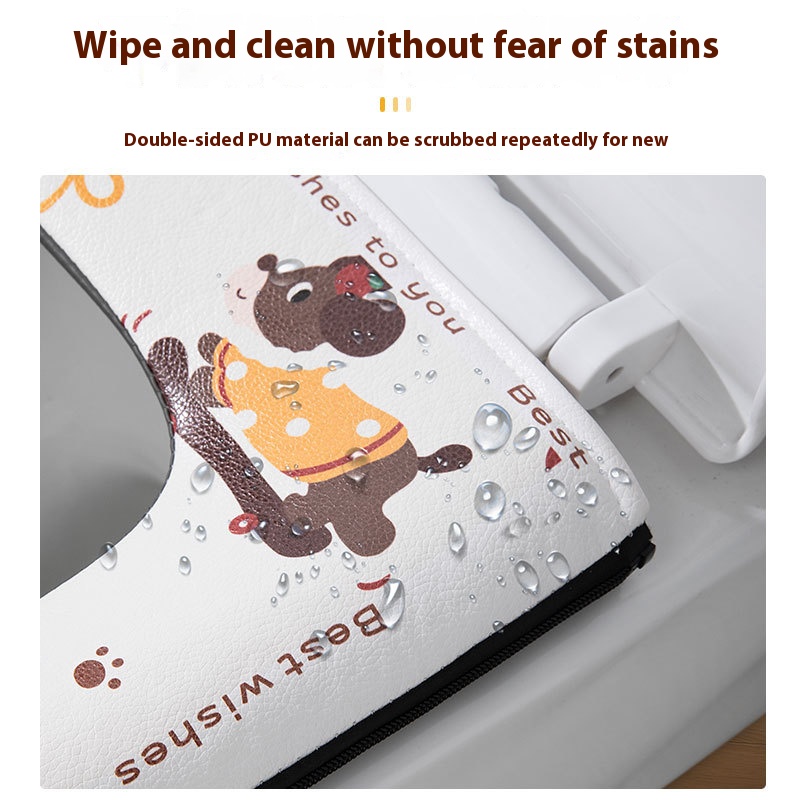 Wipe and clean without fear of stains
Double-sided PU material can be scrubbed repeatedly for new
shes to you
Best
Best wishes